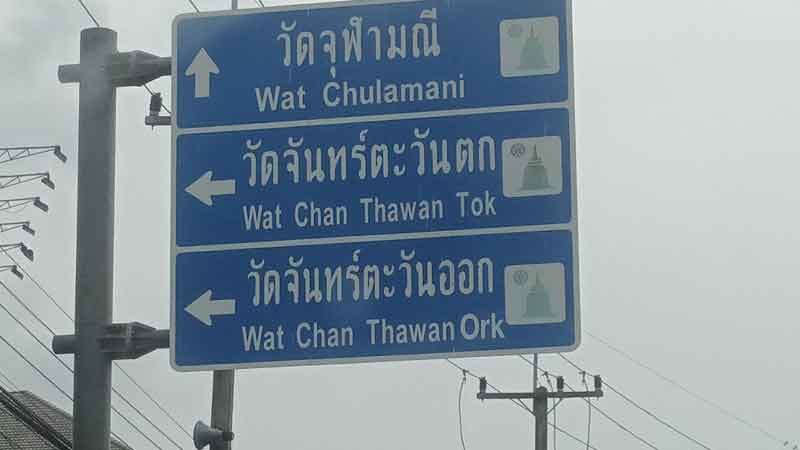 วัดจุฬามณี
Wat Chulamani
วัดจันทร์ตะวันตก
Wat Chan Thawan Tok
วัดจันทร์ตะวันออก
Wat Chan Thawan Ork